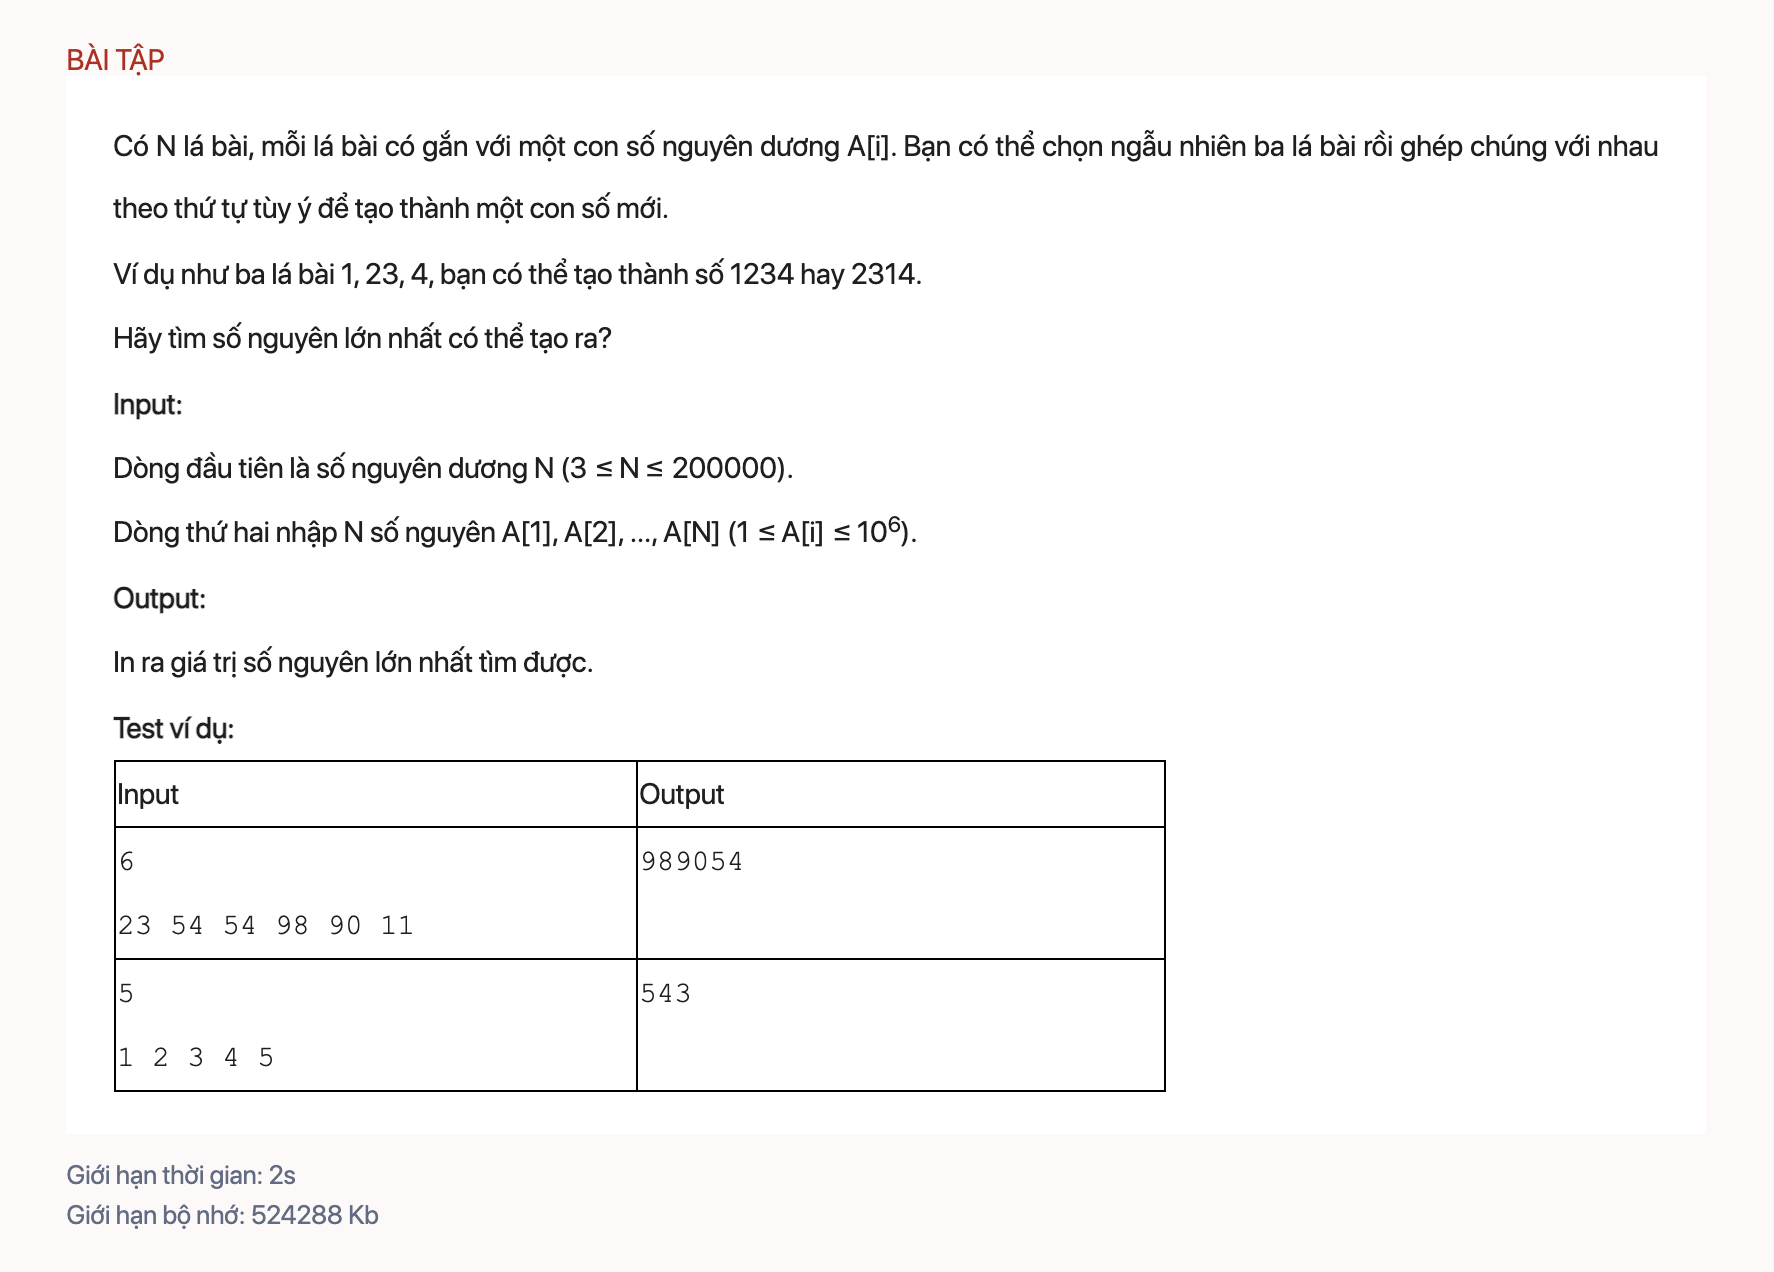 BÀI TẬP
Có N lá bài, mỗi lá bài có gắn với một con số nguyên dương A[i]. Bạn có thể chọn ngẫu nhiên ba lá bài rồi ghép chúng với nhau
theo thứ tự tùy ý để tạo thành một con số mới.
Ví dụ như ba lá bài 1, 23, 4, bạn có thể tạo thành số 1234 hay 2314.
Hãy tìm số nguyên lớn nhất có thể tạo ra?
Input:
Dòng đầu tiên là số nguyên dương N (3 ≤ N ≤ 200000).
Dòng thứ hai nhập N số nguyên A[1], A[2], ..., A[N] (1 ≤ A[i] ≤ 10⁶).
Output:
In ra giá trị số nguyên lớn nhất tìm được.
Test ví dụ:
Input Output
6 989054
23 54 54 98 90 11
5 543
1 2 3 4 5
Giới hạn thời gian: 2s
Giới hạn bộ nhớ: 524288 Kb